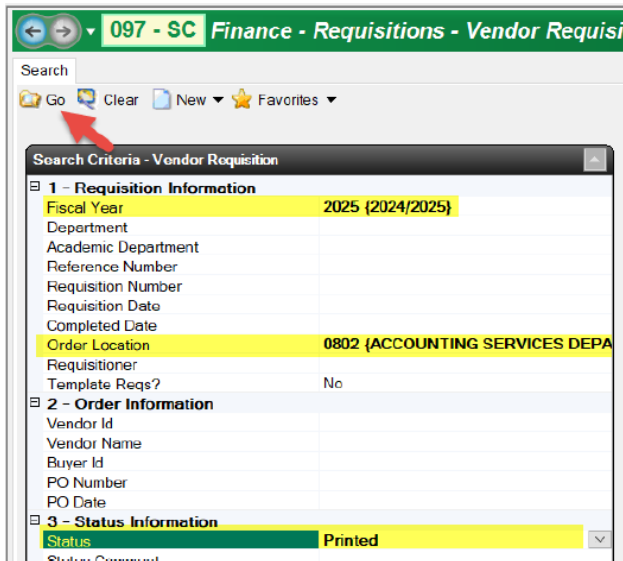 097 - SC Finance - Requisitions - Vendor Requisi
Search
Go Clear New Favorites
Search Criteria - Vendor Requisition
1 - Requisition Information
Fiscal Year 2025 {2024/2025}
Department
Academic Department
Reference Number
Requisition Number
Requisition Date
Completed Date
Order Location 0802 {ACCOUNTING SERVICES DEPA
Requisitioner
Template Reqs? No
2 - Order Information
Vendor Id
Vendor Name
Buyer Id
PO Number
PO Date
3 - Status Information
Status Printed
Status Comment